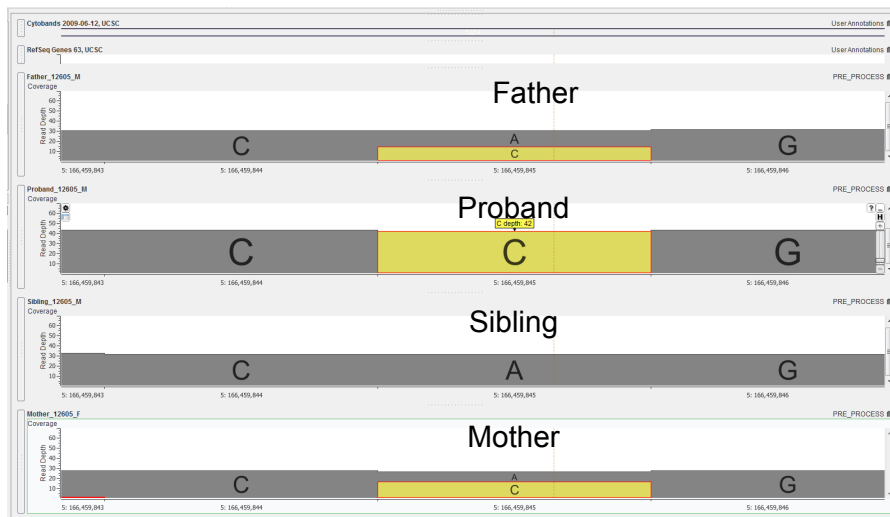 Cytobands 2009-06-12, UCSC User Annotations
RefSeq Genes 63, UCSC User Annotations
Father_12605_M PRE_PROCESS
Coverage
Father
Read Depth
60
50
40
30
20
10
C A G
C
5: 166,459,843 5: 166,459,844 5: 166,459,845 5: 166,459,846
Proband_12605_M PRE_PROCESS
Coverage
Proband
? _
H
C depth: 42
Read Depth
60
50
40
30
20
10
C C G
5: 166,459,843 5: 166,459,844 5: 166,459,845 5: 166,459,846
Sibling_12605_M PRE_PROCESS
Coverage
Sibling
Read Depth
60
50
40
30
20
10
C A G
5: 166,459,843 5: 166,459,844 5: 166,459,845 5: 166,459,846
Mother_12605_F PRE_PROCESS
Coverage
Mother
Read Depth
60
50
40
30
20
10
C A G
C
5: 166,459,843 5: 166,459,844 5: 166,459,845 5: 166,459,846